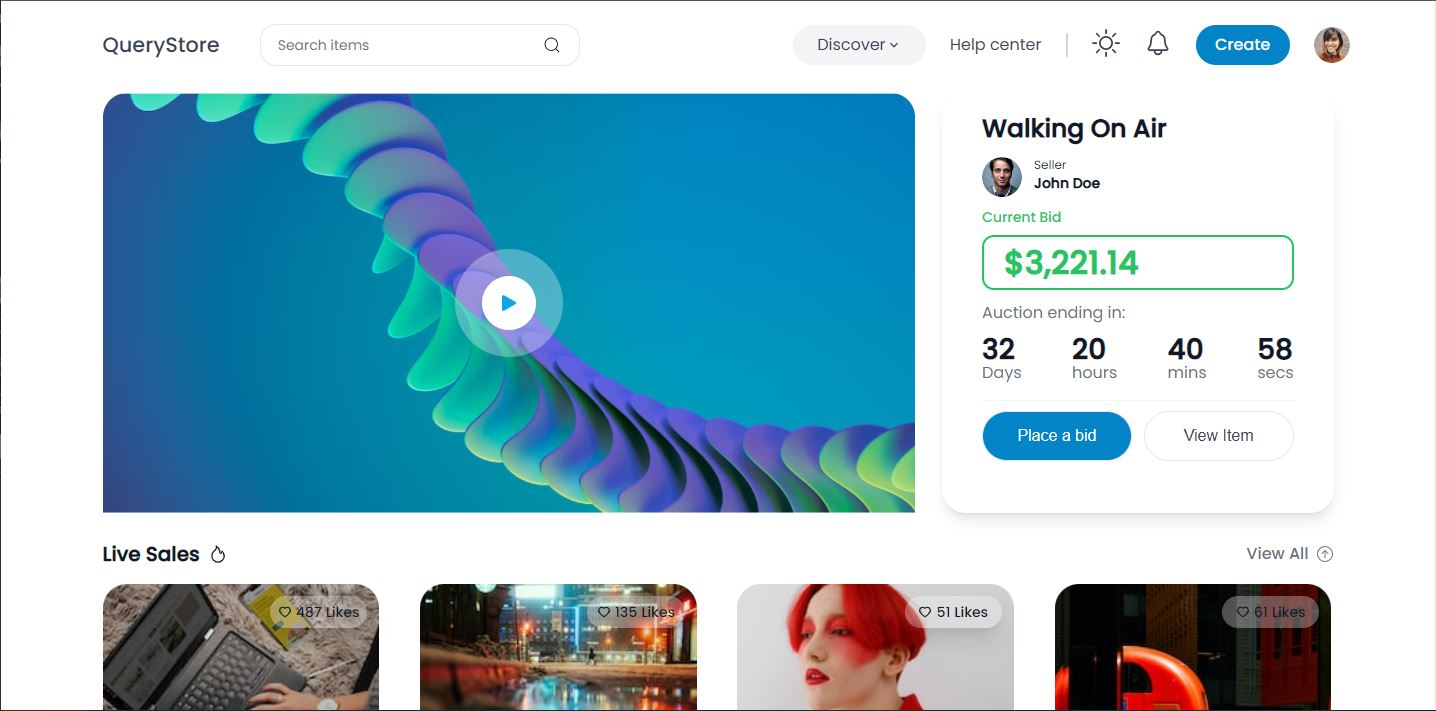 QueryStore
Search items
Discover
Help center
Create
Walking On Air
Seller
John Doe
Current Bid
$3,221.14
Auction ending in:
32 20 40 58
Days hours mins secs
Place a bid View Item
Live Sales
View All
487 Likes
135 Likes
51 Likes
61 Likes